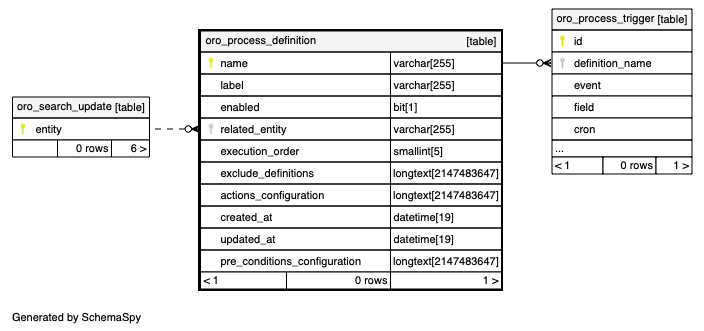 oro_process_trigger [table]
id
definition_name
event
field
cron
...
< 1 0 rows 1 >
oro_process_definition [table]
name varchar[255]
label varchar[255]
enabled bit[1]
related_entity varchar[255]
execution_order smallint[5]
exclude_definitions longtext[2147483647]
actions_configuration longtext[2147483647]
created_at datetime[19]
updated_at datetime[19]
pre_conditions_configuration longtext[2147483647]
< 1 0 rows 1 >
oro_search_update [table]
entity
0 rows 6 >
Generated by SchemaSpy